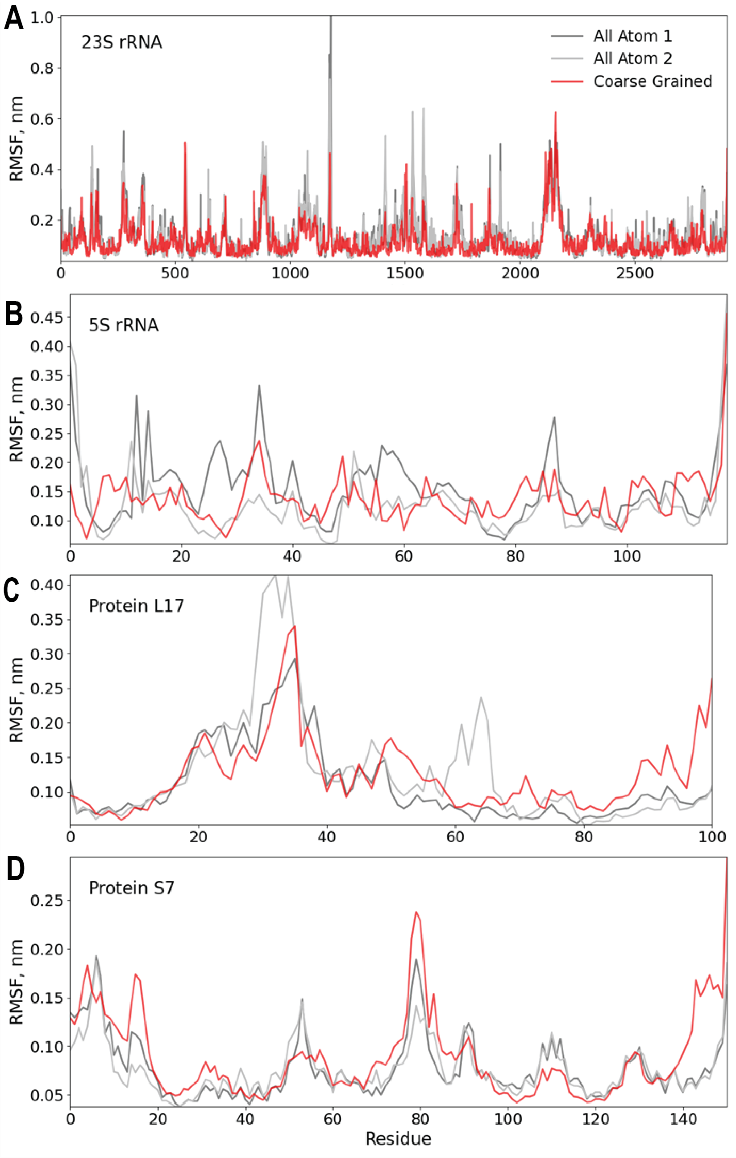 A
23S rRNA
All Atom 1
All Atom 2
Coarse Grained
RMSF, nm
1.0
0.8
0.6
0.4
0.2
0 500 1000 1500 2000 2500
B
5S rRNA
RMSF, nm
0.45
0.40
0.35
0.30
0.25
0.20
0.15
0.10
0 20 40 60 80 100
C
Protein L17
RMSF, nm
0.40
0.35
0.30
0.25
0.20
0.15
0.10
0 20 40 60 80 100
D
Protein S7
RMSF, nm
0.25
0.20
0.15
0.10
0.05
0 20 40 60 80 100 120 140
Residue